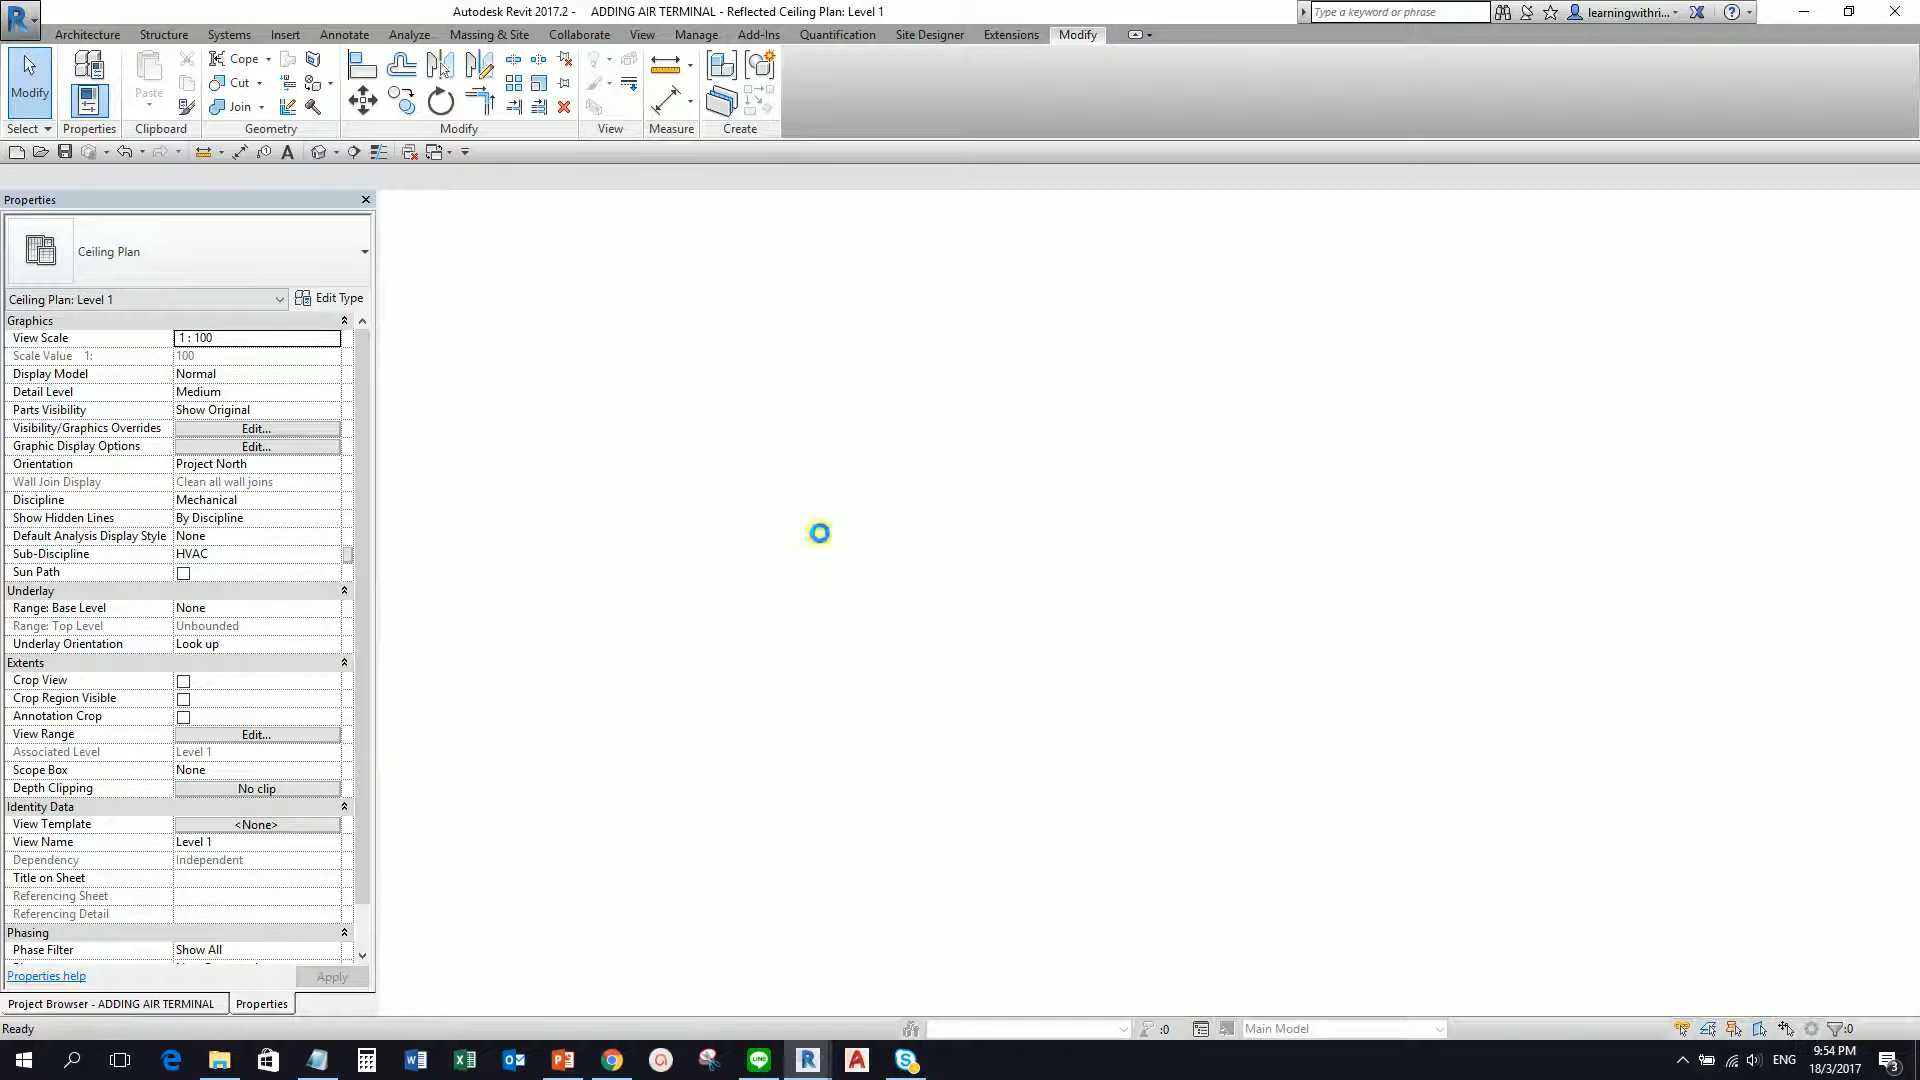 Autodesk Revit 2017.2 - ADDING AIR TERMINAL - Reflected Ceiling Plan: Level 1
Type a keyword or phrase
learningwithri...
Architecture Structure Systems Insert Annotate Analyze Massing & Site Collaborate View Manage Add-Ins Quantification Site Designer Extensions Modify
Modify
Paste
Cope
Cut
Join
Select Properties Clipboard Geometry Modify View Measure Create
Properties
Ceiling Plan
Ceiling Plan: Level 1 Edit Type
Graphics
View Scale 1 : 100
Scale Value 1: 100
Display Model Normal
Detail Level Medium
Parts Visibility Show Original
Visibility/Graphics Overrides Edit...
Graphic Display Options Edit...
Orientation Project North
Wall Join Display Clean all wall joins
Discipline Mechanical
Show Hidden Lines By Discipline
Default Analysis Display Style None
Sub-Discipline HVAC
Sun Path
Underlay
Range: Base Level None
Range: Top Level Unbounded
Underlay Orientation Look up
Extents
Crop View
Crop Region Visible
Annotation Crop
View Range Edit...
Associated Level Level 1
Scope Box None
Depth Clipping No clip
Identity Data
View Template <None>
View Name Level 1
Dependency Independent
Title on Sheet
Referencing Sheet
Referencing Detail
Phasing
Phase Filter Show All
Properties help Apply
Project Browser - ADDING AIR TERMINAL Properties
Ready :0 Main Model :0
ENG
9:54 PM
18/3/2017
3